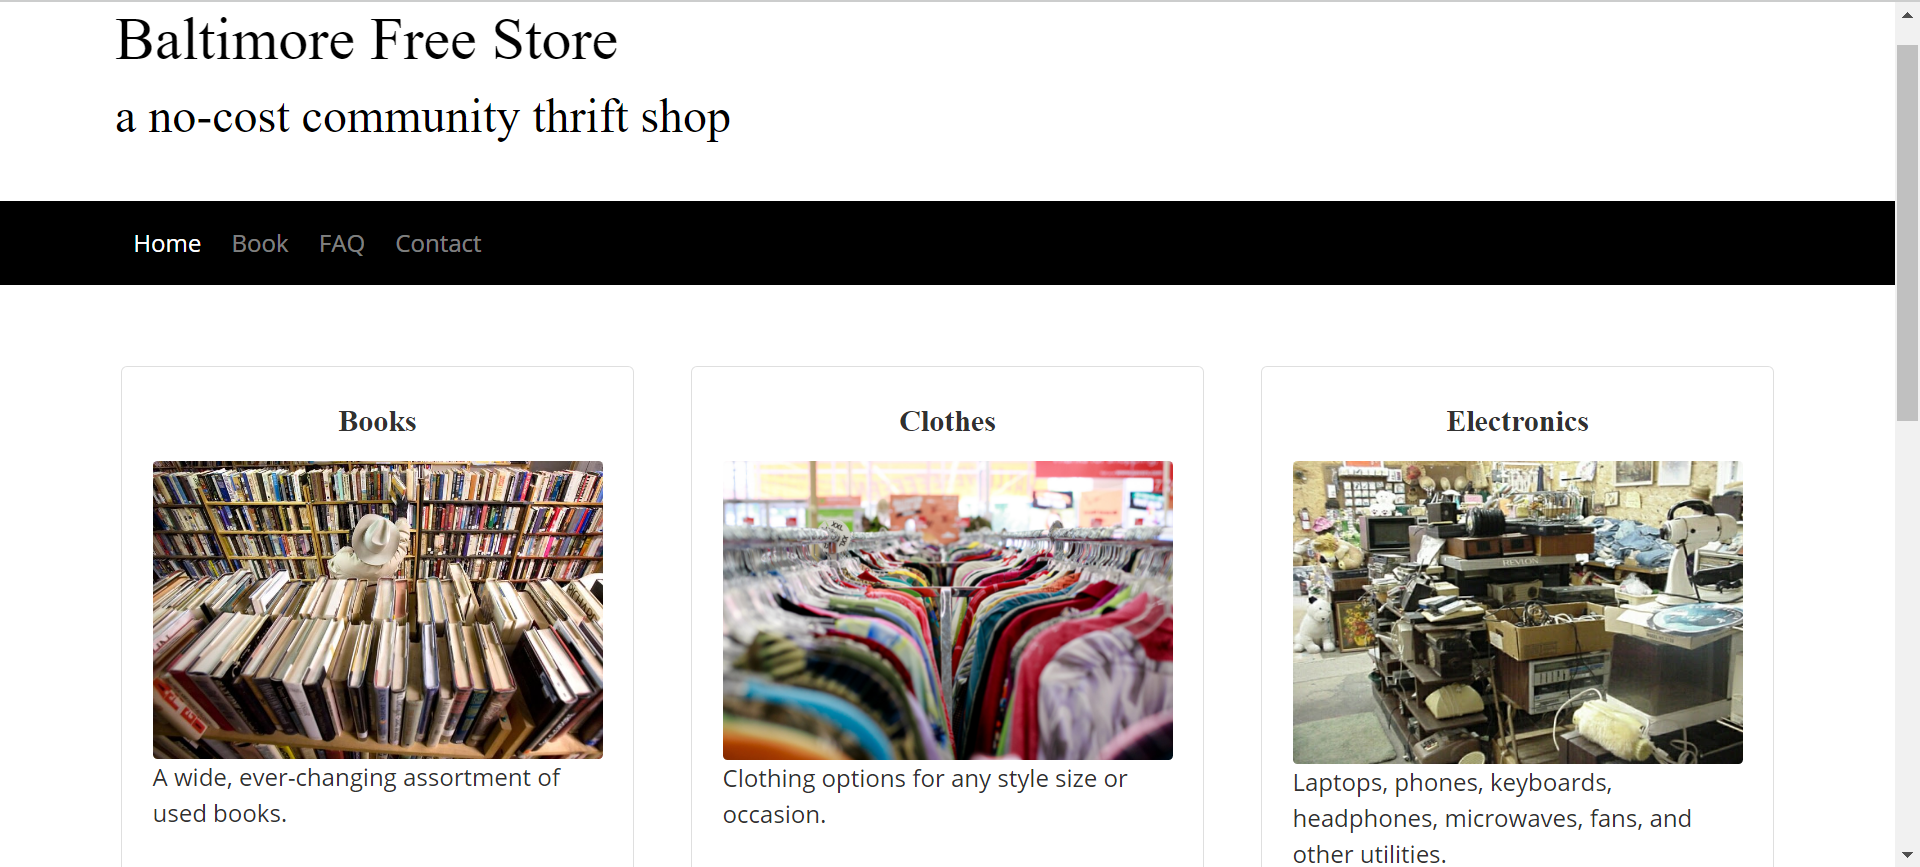 Baltimore Free Store
a no-cost community thrift shop
Home Book FAQ Contact
Books
Clothes
Electronics
XXL
REVLON
A wide, ever-changing assortment of
used books.
Clothing options for any style size or
occasion.
Laptops, phones, keyboards,
headphones, microwaves, fans, and
other utilities.